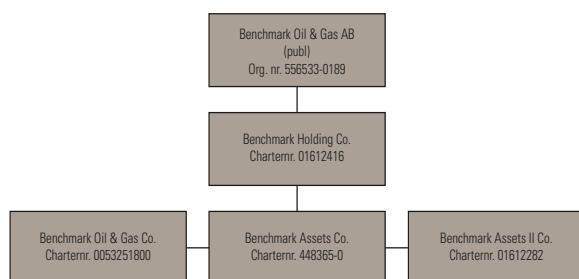 Benchmark Oil & Gas AB
(publ)
Org. nr. 556533-0189
Benchmark Holding Co.
Charternr. 01612416
Benchmark Oil & Gas Co.
Charternr. 0053251800
Benchmark Assets Co.
Charternr. 448365-0
Benchmark Assets II Co.
Charternr. 01612282